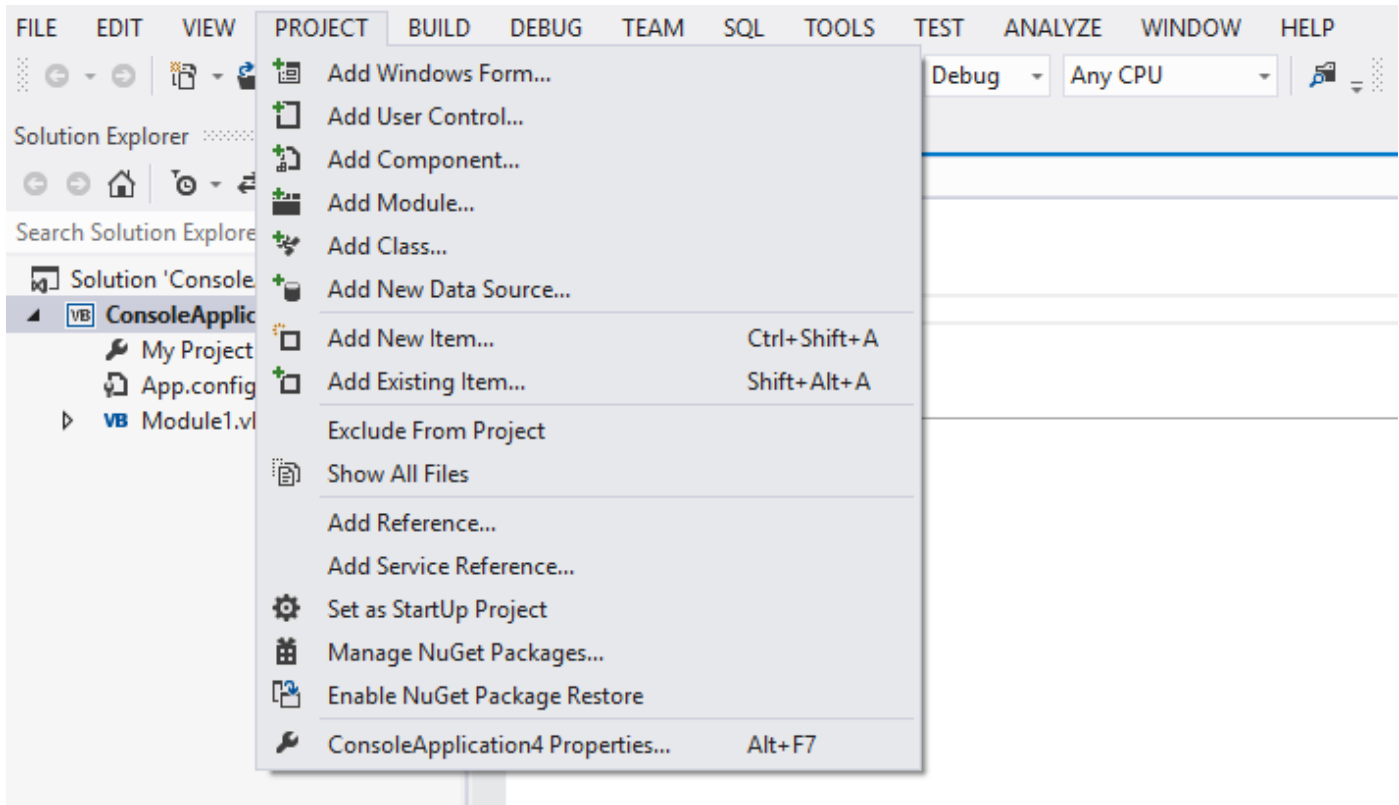 FILE EDIT VIEW PROJECT BUILD DEBUG TEAM SQL TOOLS TEST ANALYZE WINDOW HELP
Debug Any CPU
Solution Explorer
Search Solution Explore
Solution 'Console
VB ConsoleApplic
My Project
App.config
VB Module1.vb
Add Windows Form...
Add User Control...
Add Component...
Add Module...
Add Class...
Add New Data Source...
Add New Item... Ctrl+Shift+A
Add Existing Item... Shift+Alt+A
Exclude From Project
Show All Files
Add Reference...
Add Service Reference...
Set as StartUp Project
Manage NuGet Packages...
Enable NuGet Package Restore
ConsoleApplication4 Properties... Alt+F7